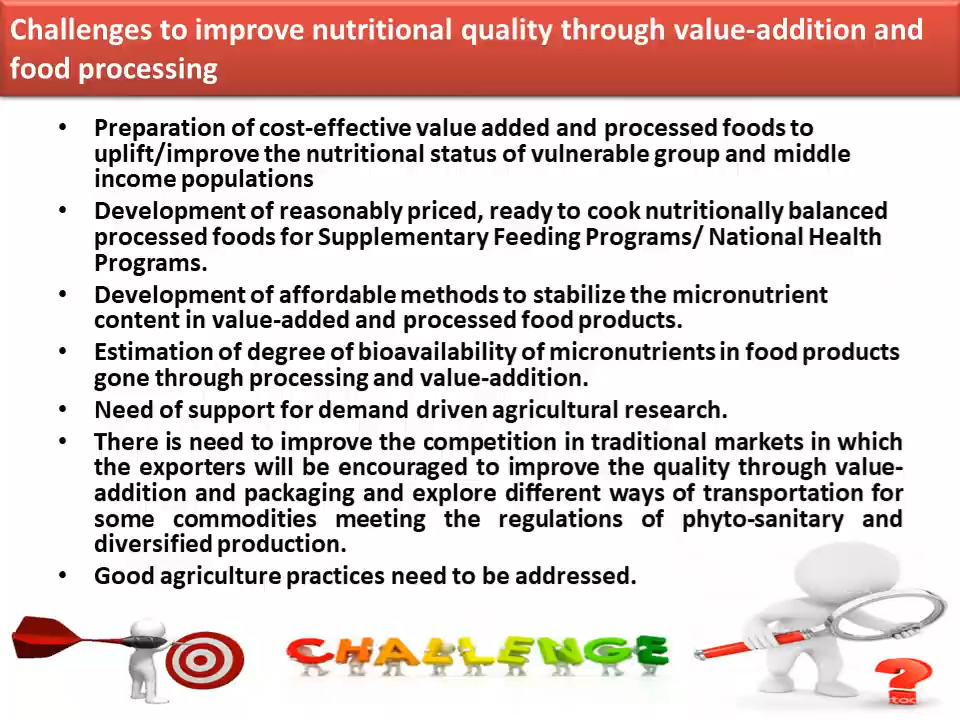 Challenges to improve nutritional quality through value-addition and
food processing
• Preparation of cost-effective value added and processed foods to
uplift/improve the nutritional status of vulnerable group and middle
income populations
• Development of reasonably priced, ready to cook nutritionally balanced
processed foods for Supplementary Feeding Programs/ National Health
Programs.
• Development of affordable methods to stabilize the micronutrient
content in value-added and processed food products.
• Estimation of degree of bioavailability of micronutrients in food products
gone through processing and value-addition.
• Need of support for demand driven agricultural research.
• There is need to improve the competition in traditional markets in which
the exporters will be encouraged to improve the quality through value-
addition and packaging and explore different ways of transportation for
some commodities meeting the regulations of phyto-sanitary and
diversified production.
• Good agriculture practices need to be addressed.
CHALLENGE
?